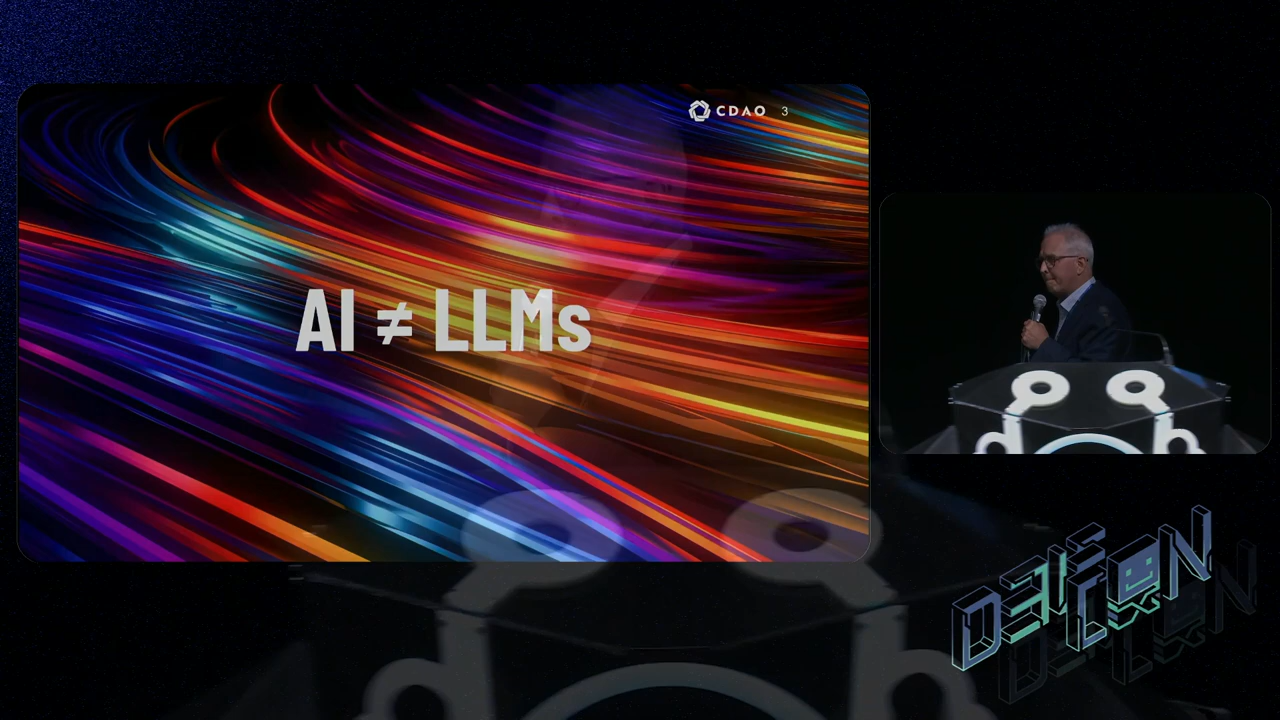 CDAO 3
AI ≠ LLMs
DEF
CON